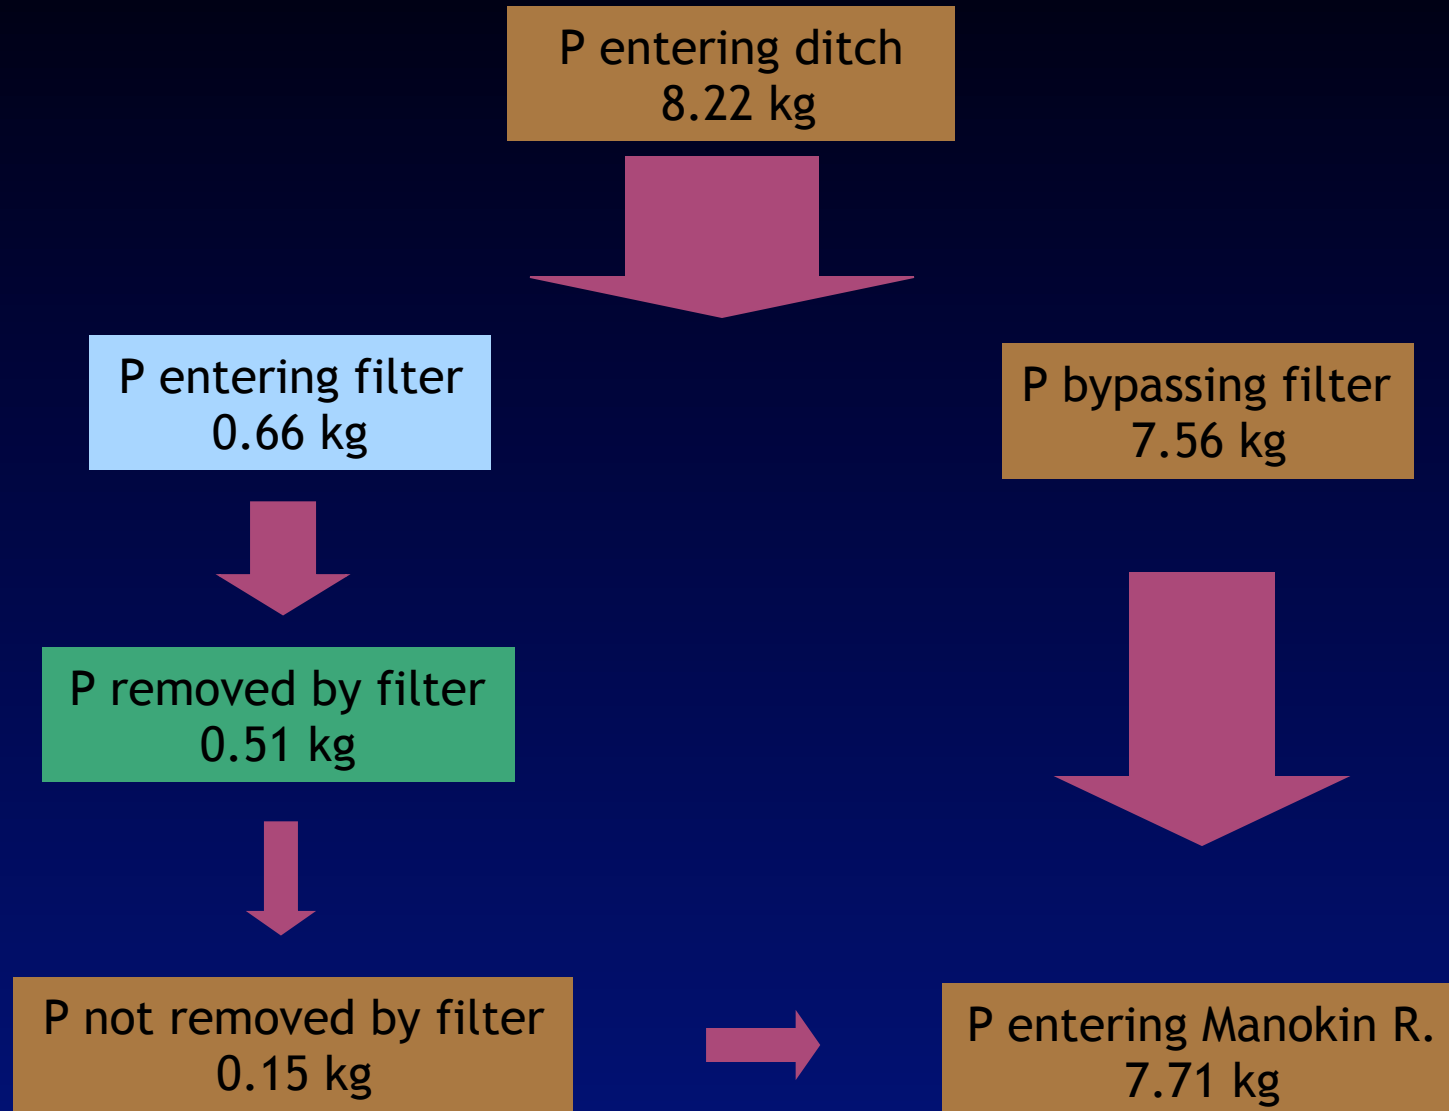 P entering ditch
8.22 kg
P entering filter
0.66 kg
P bypassing filter
7.56 kg
P removed by filter
0.51 kg
P not removed by filter
0.15 kg
P entering Manokin R.
7.71 kg